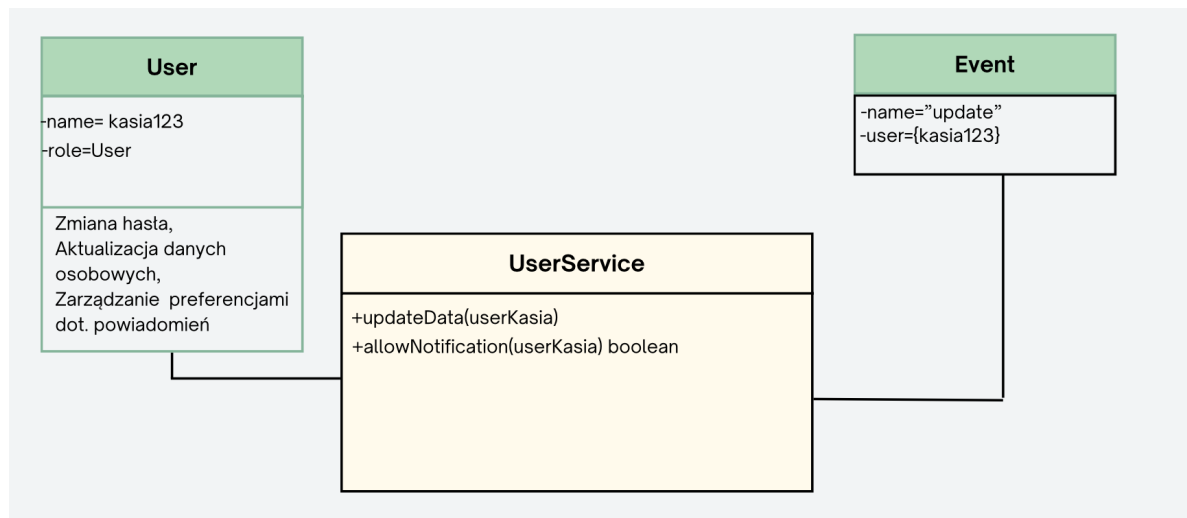 User
-name= kasia123
-role=User
Zmiana hasła,
Aktualizacja danych
osobowych,
Zarządzanie preferencjami
dot. powiadomień
UserService
+updateData(userKasia)
+allowNotification(userKasia) boolean
Event
-name=”update”
-user={kasia123}